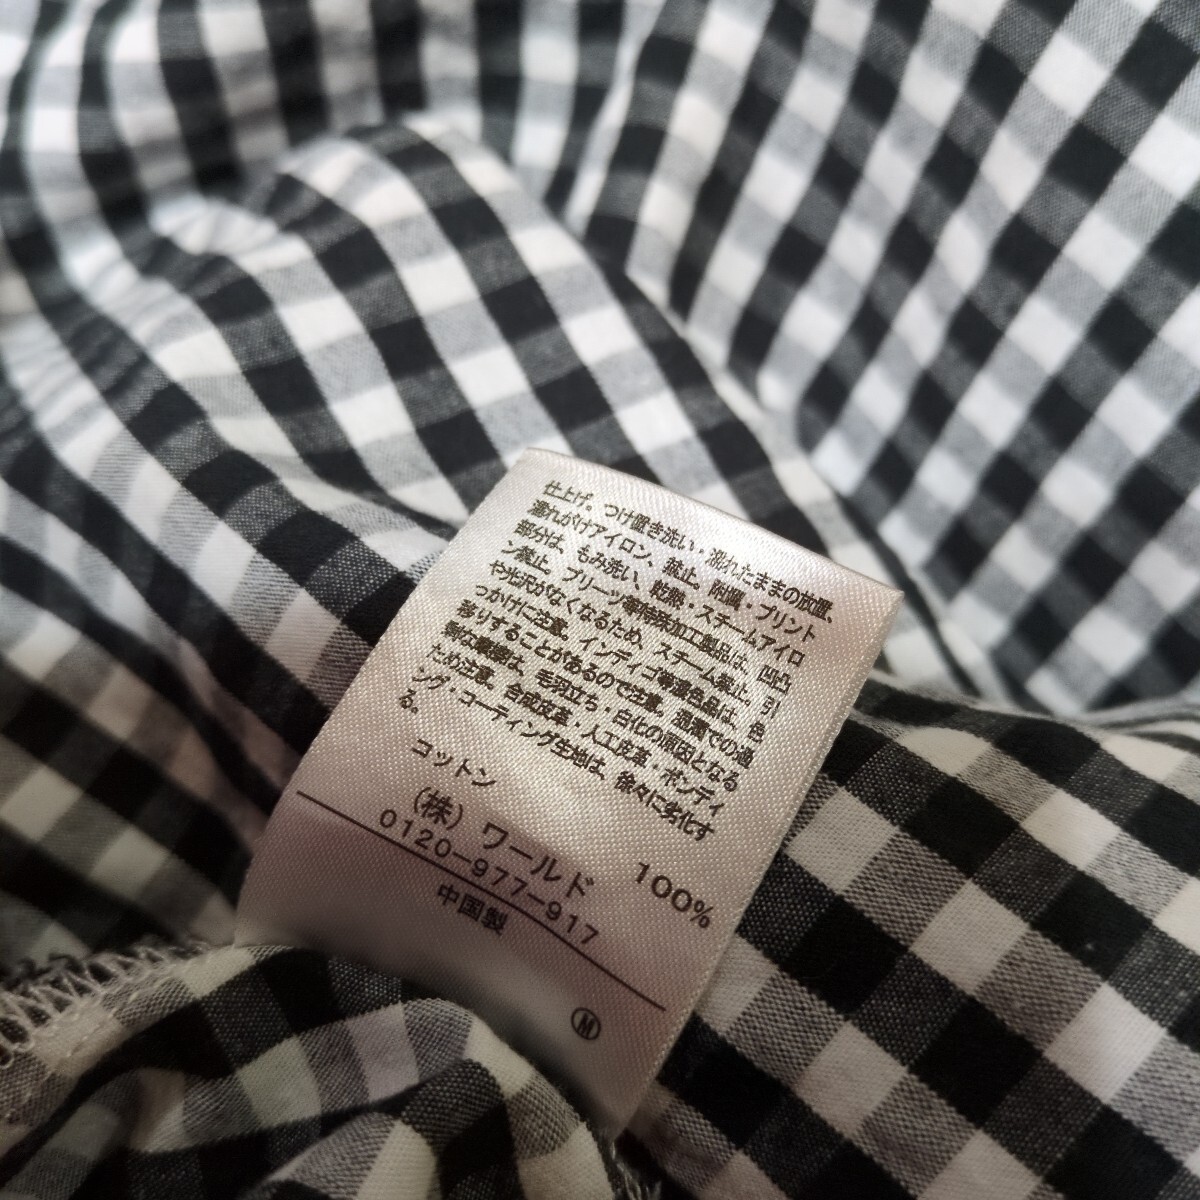 仕上げ、つけ置き洗い・濡れたままの放置、
濡れがけアイロン、禁止。附属・プリント
部分は、もみ洗い、乾燥・スチームアイロ
ン禁止。プリーツ等特殊加工製品は、凹凸
や光沢がなくなるため、スチーム禁止。引
っかけに注意。インディゴ等濃色品は、色
移りすることがあるので注意。濡れでの過
剰な摩擦は、毛羽立ち・白化の原因となる
ため注意。合成皮革・人工皮革・ボンディ
ング・コーティング生地は、徐々に劣化す
る。
コットン 100%
(株) ワールド
0120-977-917
中国製
M